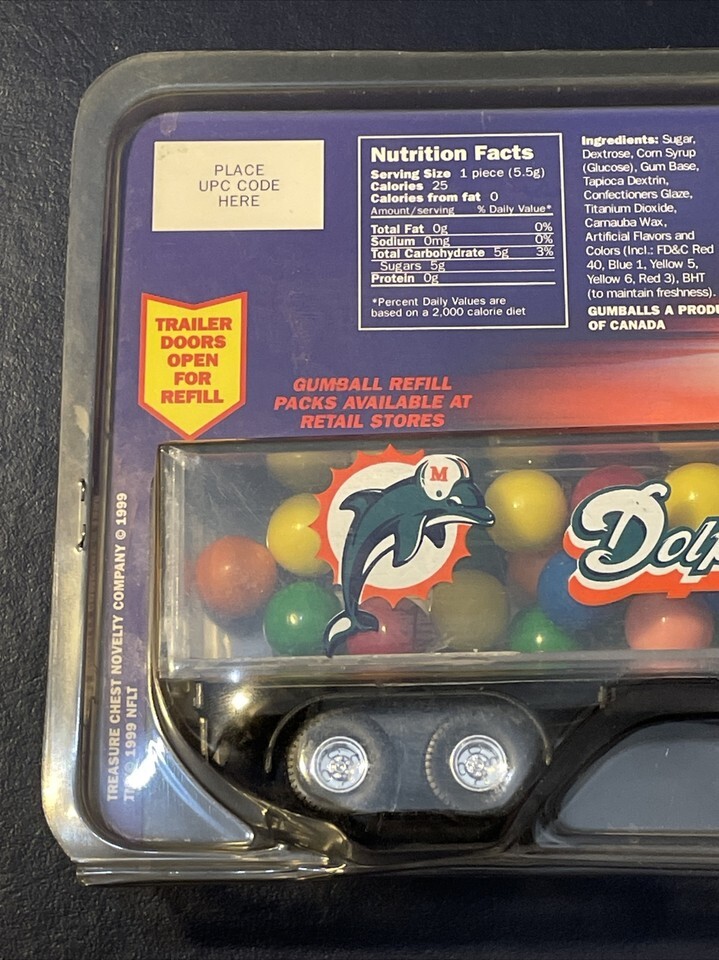 PLACE
UPC CODE
HERE
Nutrition Facts
Serving Size 1 piece (5.5g)
Calories 25
Calories from fat 0
Amount/serving % Daily Value*
Total Fat 0g 0%
Sodium 0mg 0%
Total Carbohydrate 5g 3%
Sugars 5g
Protein 0g
*Percent Daily Values are
based on a 2,000 calorie diet
Ingredients: Sugar,
Dextrose, Corn Syrup
(Glucose), Gum Base,
Tapioca Dextrin,
Confectioners Glaze,
Titanium Dioxide,
Carnauba Wax,
Artificial Flavors and
Colors (Incl.: FD&C Red
40, Blue 1, Yellow 5,
Yellow 6, Red 3), BHT
(to maintain freshness).
GUMBALLS A PRODU
OF CANADA
TRAILER
DOORS
OPEN
FOR
REFILL
GUMBALL REFILL
PACKS AVAILABLE AT
RETAIL STORES
M
Dolp
TREASURE CHEST NOVELTY COMPANY © 1999
© 1999 NFLT